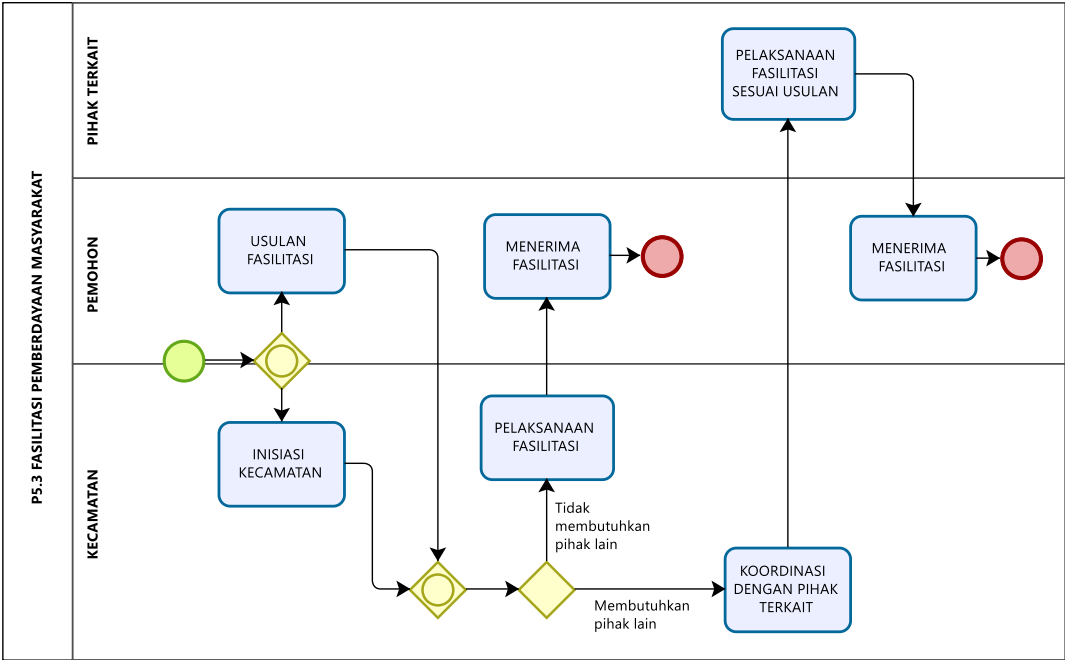 P5.3 FASILITASI PEMBERDAYAAN MASYARAKAT
PIHAK TERKAIT
PELAKSANAAN
FASILITASI
SESUAI USULAN
PEMOHON
USULAN
FASILITASI
MENERIMA
FASILITASI
MENERIMA
FASILITASI
KECAMATAN
INISIASI
KECAMATAN
PELAKSANAAN
FASILITASI
Tidak
membutuhkan
pihak lain
Membutuhkan
pihak lain
KOORDINASI
DENGAN PIHAK
TERKAIT